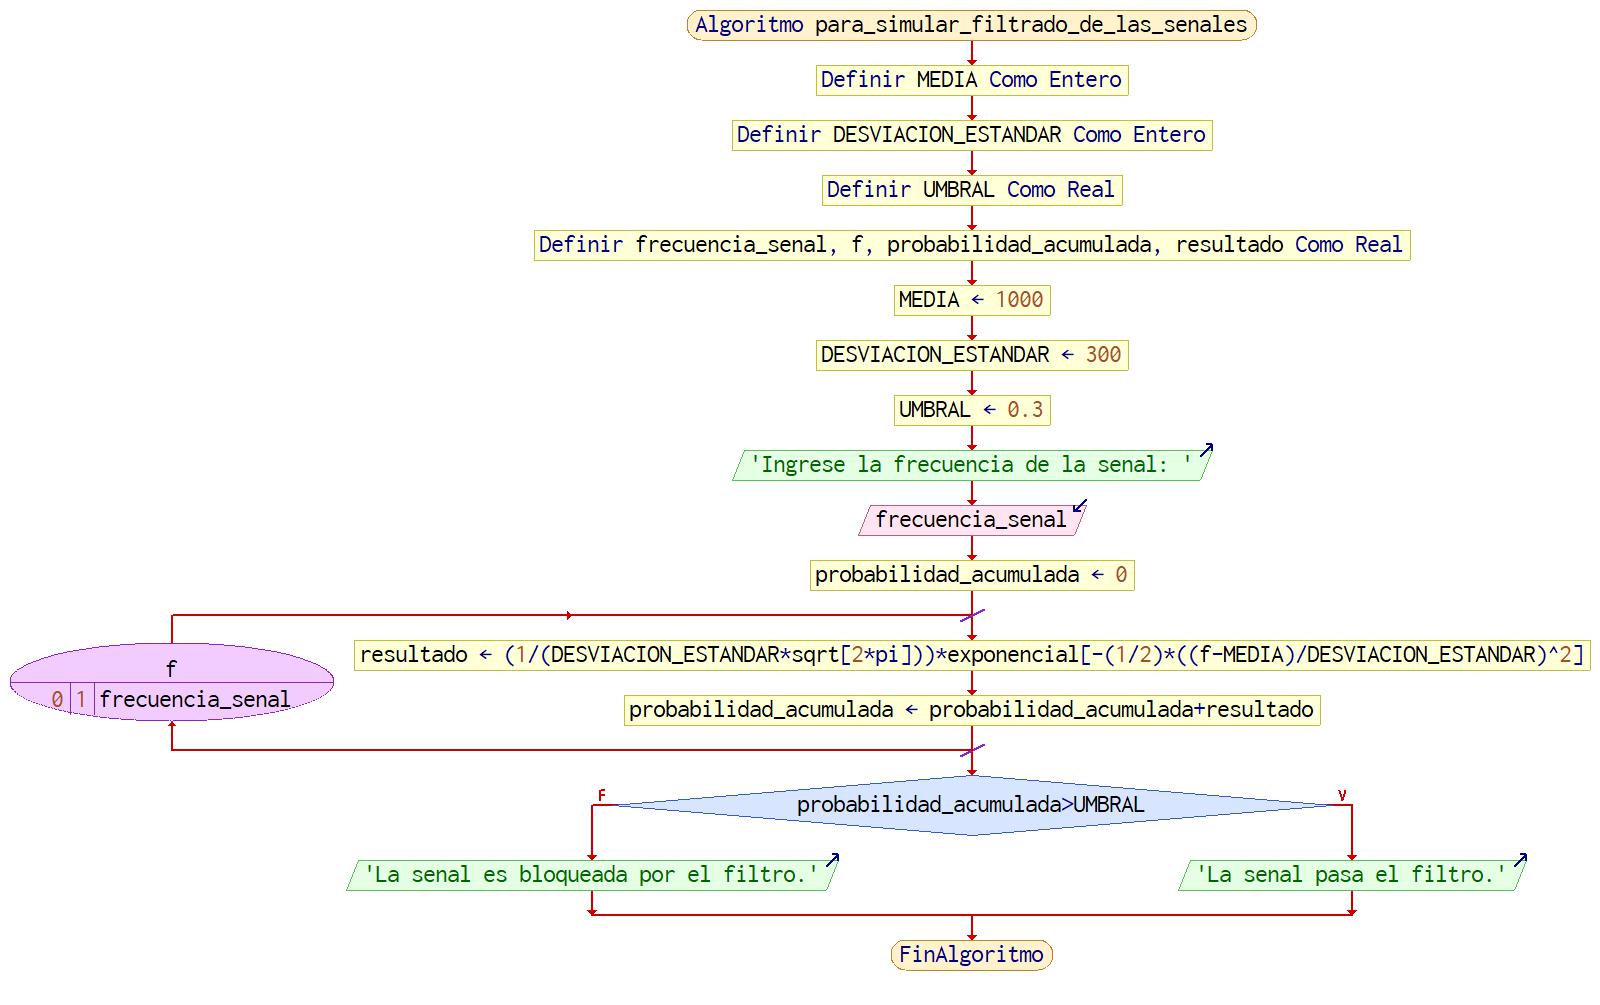 Algoritmo para_simular_filtrado_de_las_senales
Definir MEDIA Como Entero
Definir DESVIACION_ESTANDAR Como Entero
Definir UMBRAL Como Real
Definir frecuencia_senal, f, probabilidad_acumulada, resultado Como Real
MEDIA ← 1000
DESVIACION_ESTANDAR ← 300
UMBRAL ← 0.3
'Ingrese la frecuencia de la senal: '
frecuencia_senal
probabilidad_acumulada ← 0
f
0 1 frecuencia_senal
resultado ← (1/(DESVIACION_ESTANDAR*sqrt[2*pi]))*exponencial[-(1/2)*((f-MEDIA)/DESVIACION_ESTANDAR)^2]
probabilidad_acumulada ← probabilidad_acumulada+resultado
probabilidad_acumulada>UMBRAL
F
V
'La senal es bloqueada por el filtro.'
'La senal pasa el filtro.'
FinAlgoritmo